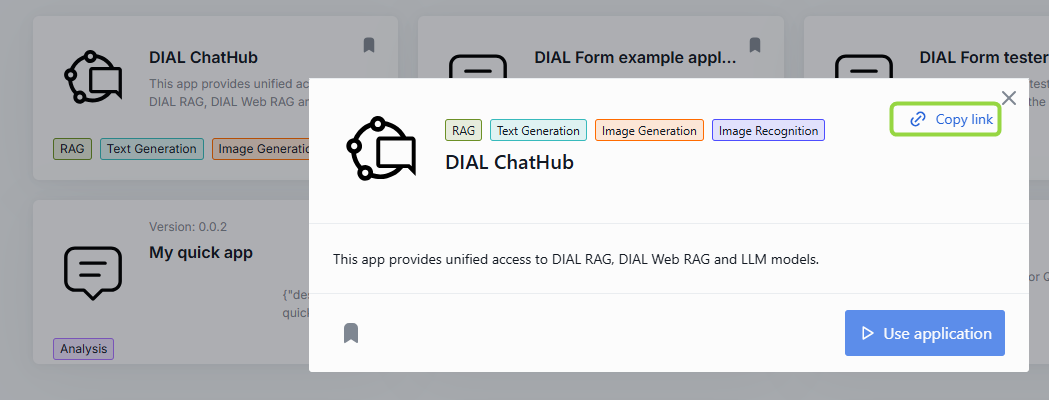 DIAL ChatHub
This app provides unified acc
DIAL RAG, DIAL Web RAG an
RAG
Text Generation
Image Generatio
DIAL Form example appl...
DIAL Form tester
Copy link
RAG
Text Generation
Image Generation
Image Recognition
DIAL ChatHub
This app provides unified access to DIAL RAG, DIAL Web RAG and LLM models.
Use application
Version: 0.0.2
My quick app
{"des
quick
Analysis